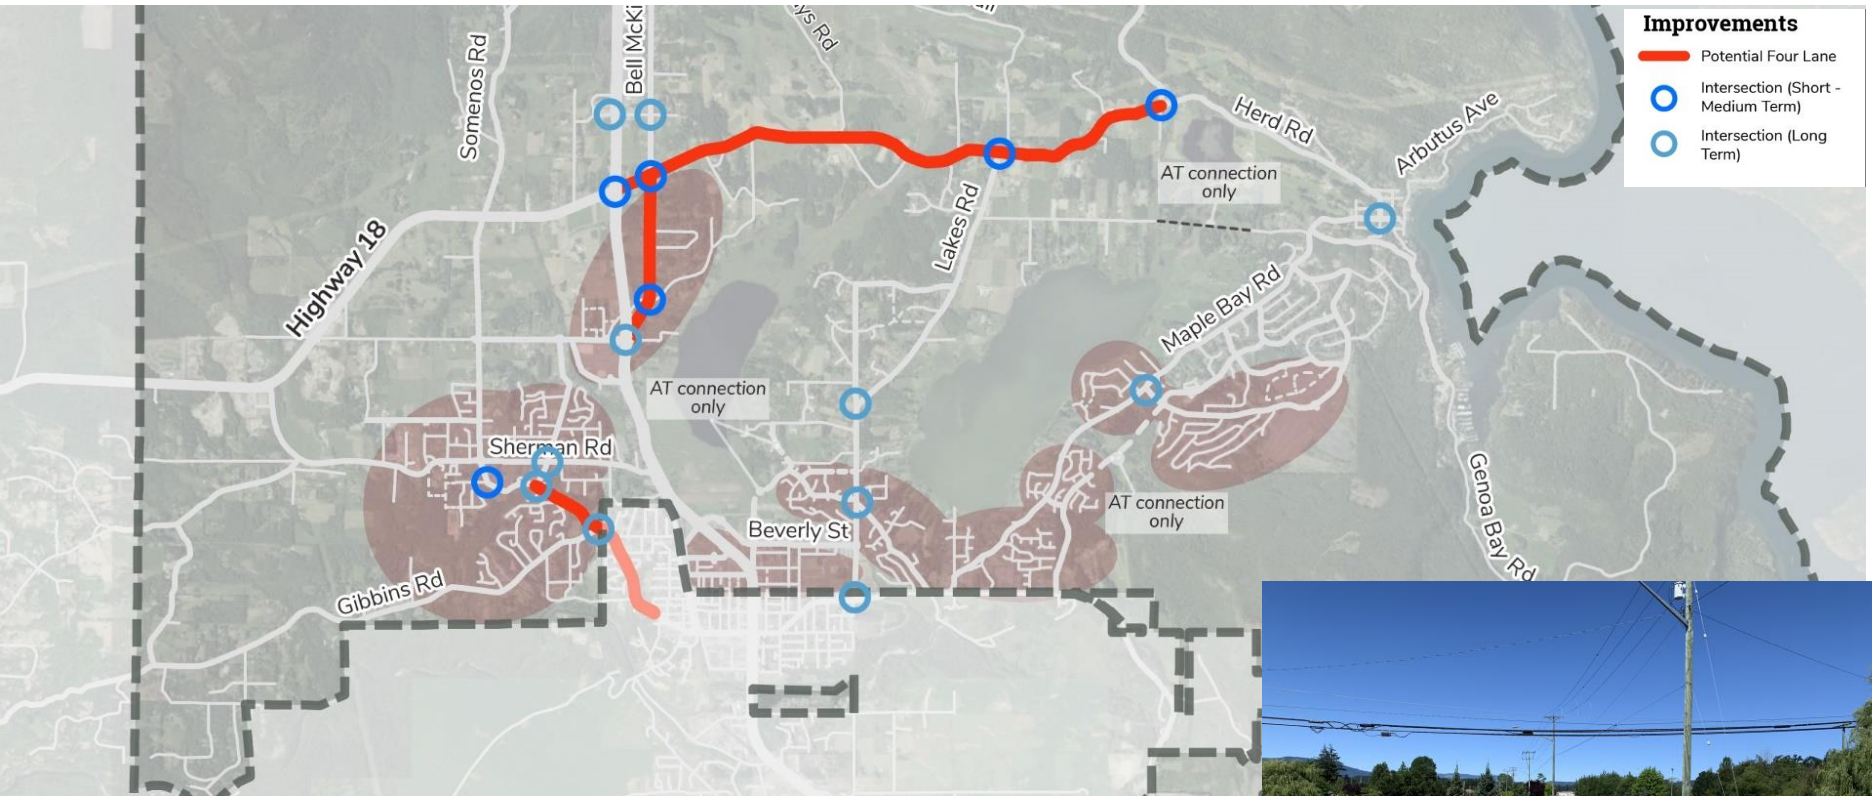 Improvements
Potential Four Lane
Intersection (Short -
Medium Term)
Intersection (Long
Term)
Somenos Rd
Bell McKi
ys Rd
Herd Rd
Arbutus Ave
AT connection
only
Highway 18
Lakes Rd
Maple Bay Rd
AT connection
only
Sherman Rd
Beverly St
AT connection
only
Genoa Bay Rd
Gibbins Rd